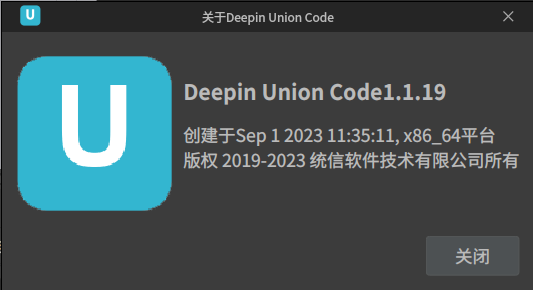 U
关于Deepin Union Code
U
Deepin Union Code1.1.19
创建于Sep 1 2023 11:35:11, x86_64平台
版权 2019-2023 统信软件技术有限公司所有
关闭